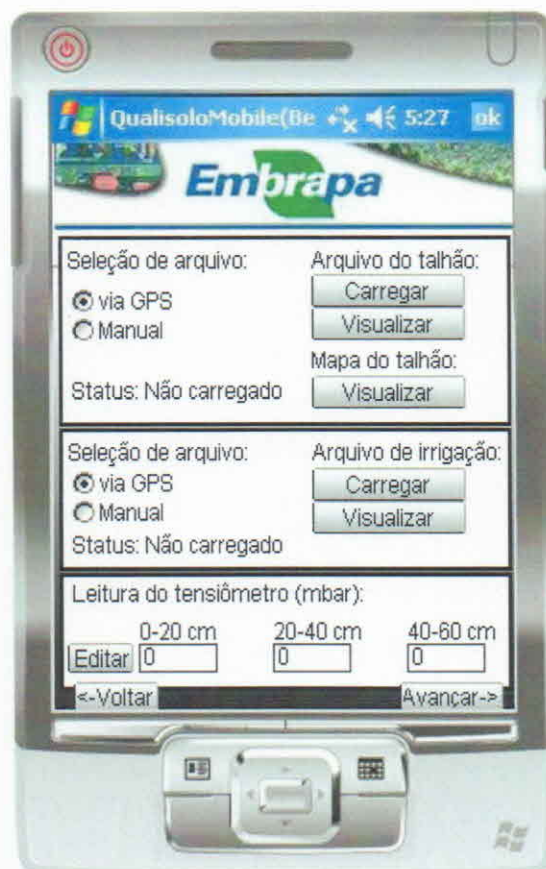 QualisoloMobile(Be 5:27 ok
Embrapa
Seleção de arquivo: Arquivo do talhão:
via GPS Carregar
Manual Visualizar
Mapa do talhão:
Status: Não carregado Visualizar
Seleção de arquivo: Arquivo de irrigação:
via GPS Carregar
Manual Visualizar
Status: Não carregado
Leitura do tensiômetro (mbar):
0-20 cm 20-40 cm 40-60 cm
Editar 0 0 0
<-Voltar Avançar->